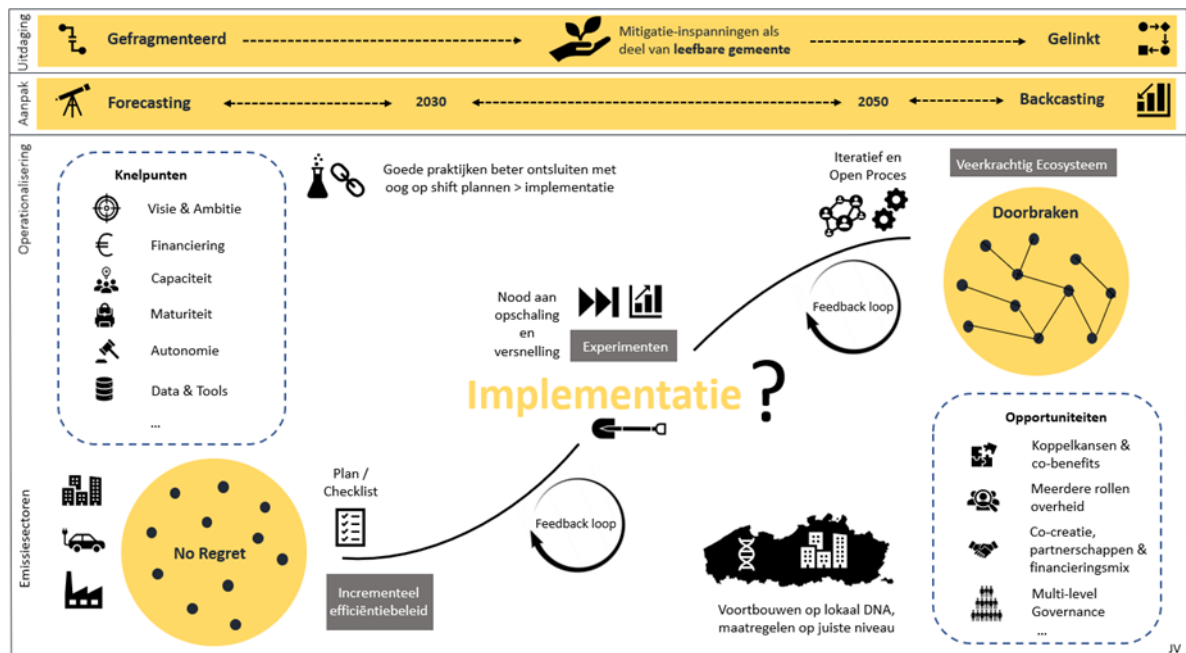 Uitdaging
Gefragmenteerd
Mitigatie-inspanningen als
deel van leefbare gemeente
Gelinkt
Aanpak
Forecasting
2030
2050
Backcasting
Operationalisering
Knelpunten
Visie & Ambitie
€
Financiering
Capaciteit
Maturiteit
Autonomie
Data & Tools
...
Goede praktijken beter ontsluiten met
oog op shift plannen > implementatie
Iteratief en
Open Proces
Veerkrachtig Ecosysteem
Doorbraken
Nood aan
opschaling
en
versnelling
Experimenten
Feedback loop
Implementatie ?
Opportuniteiten
Koppelkansen &
co-benefits
Meerdere rollen
overheid
Co-creatie,
partnerschappen &
financieringsmix
Multi-level
Governance
...
Emissiesectoren
No Regret
Plan /
Checklist
Incrementeel
efficiëntiebeleid
Feedback loop
Voortbouwen op lokaal DNA,
maatregelen op juiste niveau
JV